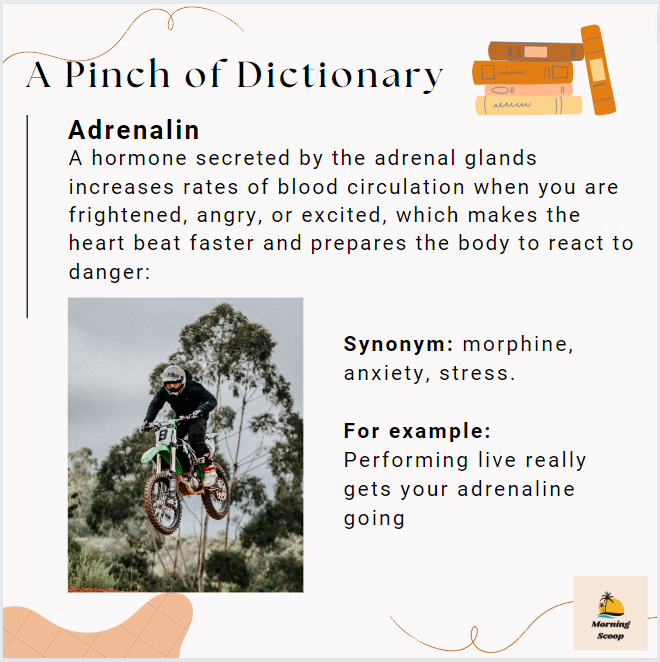 A Pinch of Dictionary
Adrenalin
A hormone secreted by the adrenal glands
increases rates of blood circulation when you are
frightened, angry, or excited, which makes the
heart beat faster and prepares the body to react to
danger:
Synonym: morphine,
anxiety, stress.
For example:
Performing live really
gets your adrenaline
going
8
Morning
Scoop